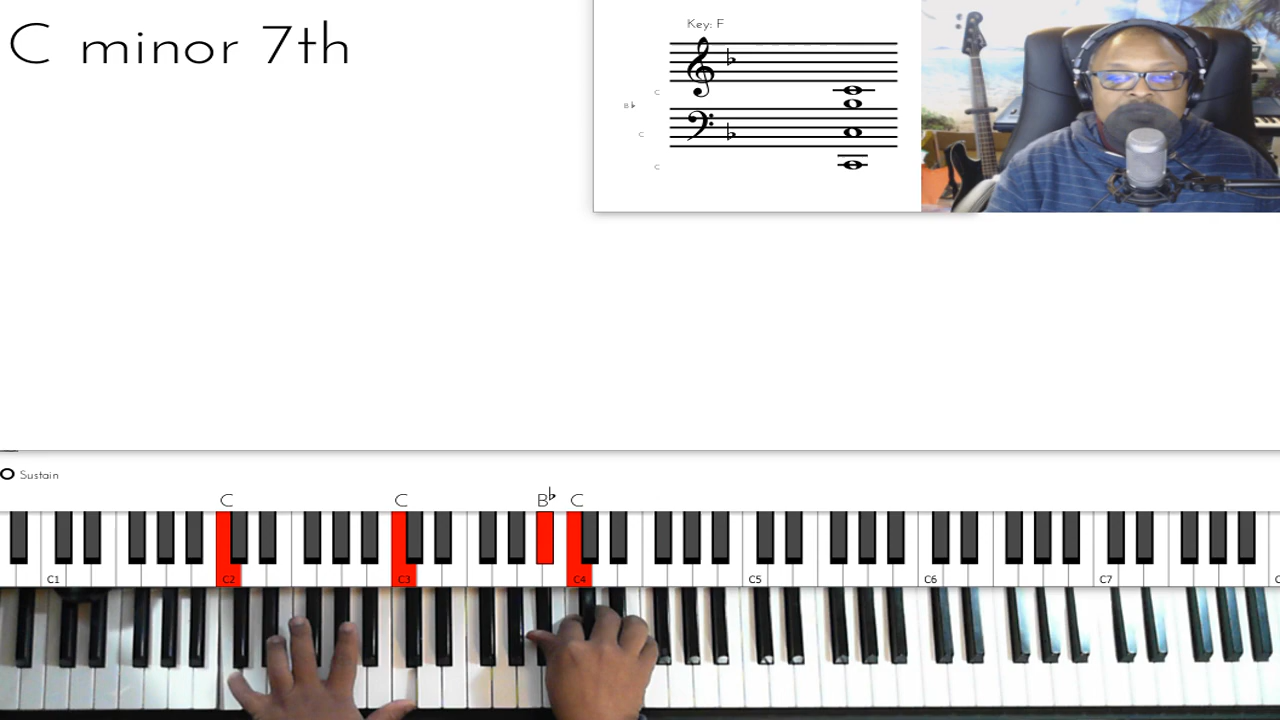 C minor 7th
Key: F
C
B♭
C
C
Sustain
C C B♭ C
C1 C2 C3 C4 C5 C6 C7 C